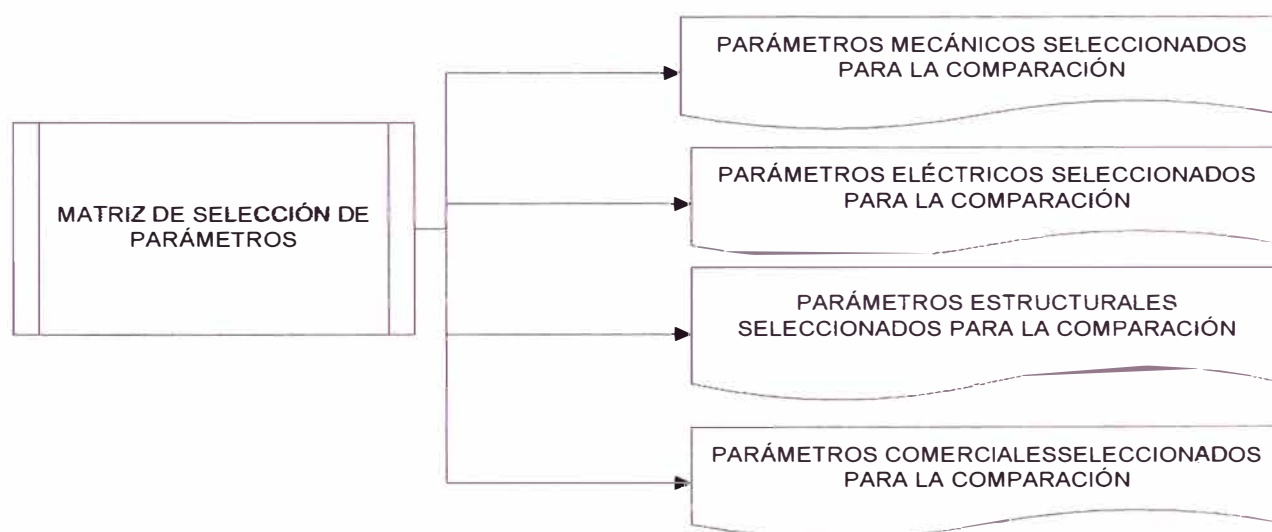 MATRIZ DE SELECCIÓN DE
PARÁMETROS
PARÁMETROS MECÁNICOS SELECCIONADOS
PARA LA COMPARACIÓN
PARÁMETROS ELÉCTRICOS SELECCIONADOS
PARA LA COMPARACIÓN
PARÁMETROS ESTRUCTURALES
SELECCIONADOS PARA LA COMPARACIÓN
PARÁMETROS COMERCIALESSELECCIONADOS
PARA LA COMPARACIÓN